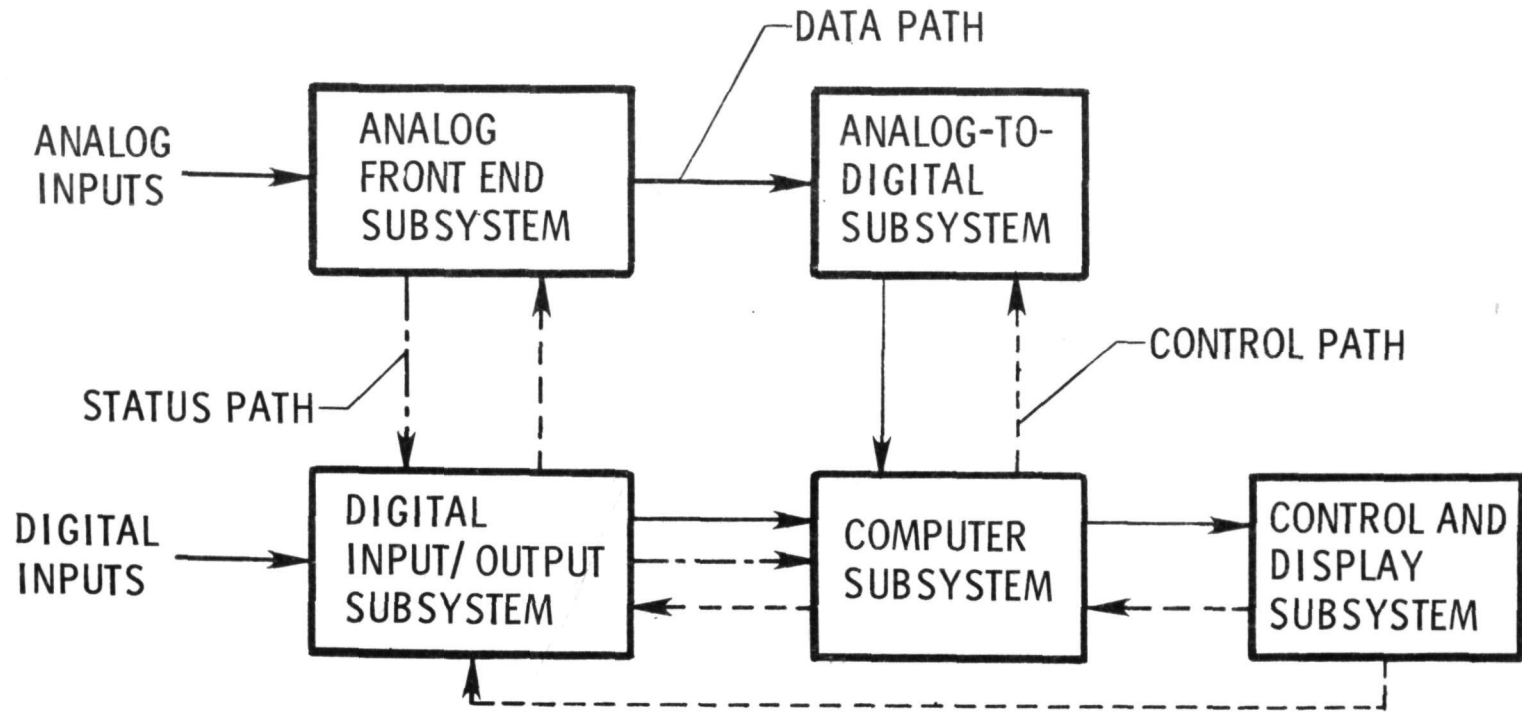 DATA PATH
ANALOG
INPUTS
ANALOG
FRONT END
SUBSYSTEM
ANALOG-TO-
DIGITAL
SUBSYSTEM
CONTROL PATH
STATUS PATH
DIGITAL
INPUTS
DIGITAL
INPUT/OUTPUT
SUBSYSTEM
COMPUTER
SUBSYSTEM
CONTROL AND
DISPLAY
SUBSYSTEM